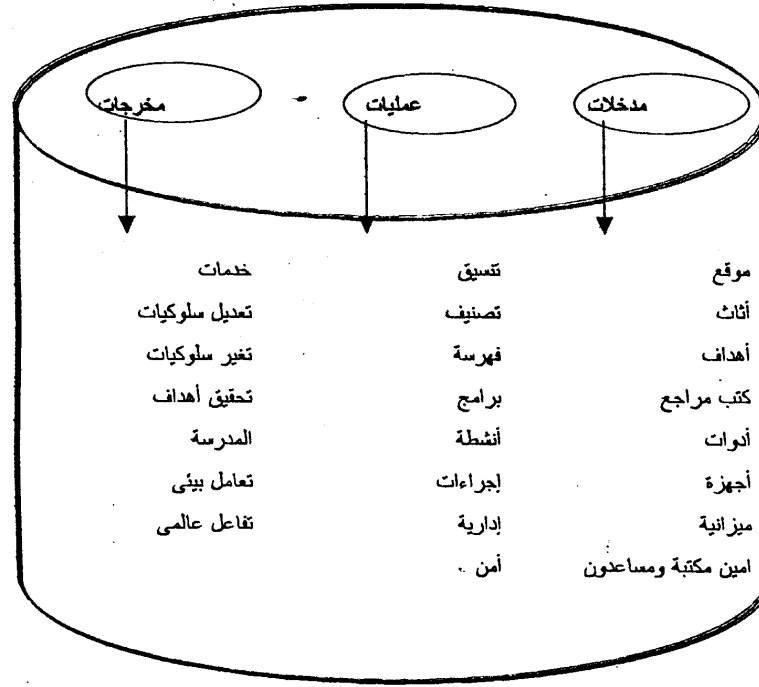 مدخلات
عمليات
مخرجات
موقع
أثاث
أهداف
كتب مراجع
أدوات
أجهزة
ميزانية
امين مكتبة ومساعدون
تنسيق
تصنيف
فهرسة
برامج
أنشطة
إجراءات
إدارية
أمن
خدمات
تعديل سلوكيات
تغير سلوكيات
تحقيق أهداف
المدرسة
تعامل بيئى
تفاعل عالمى